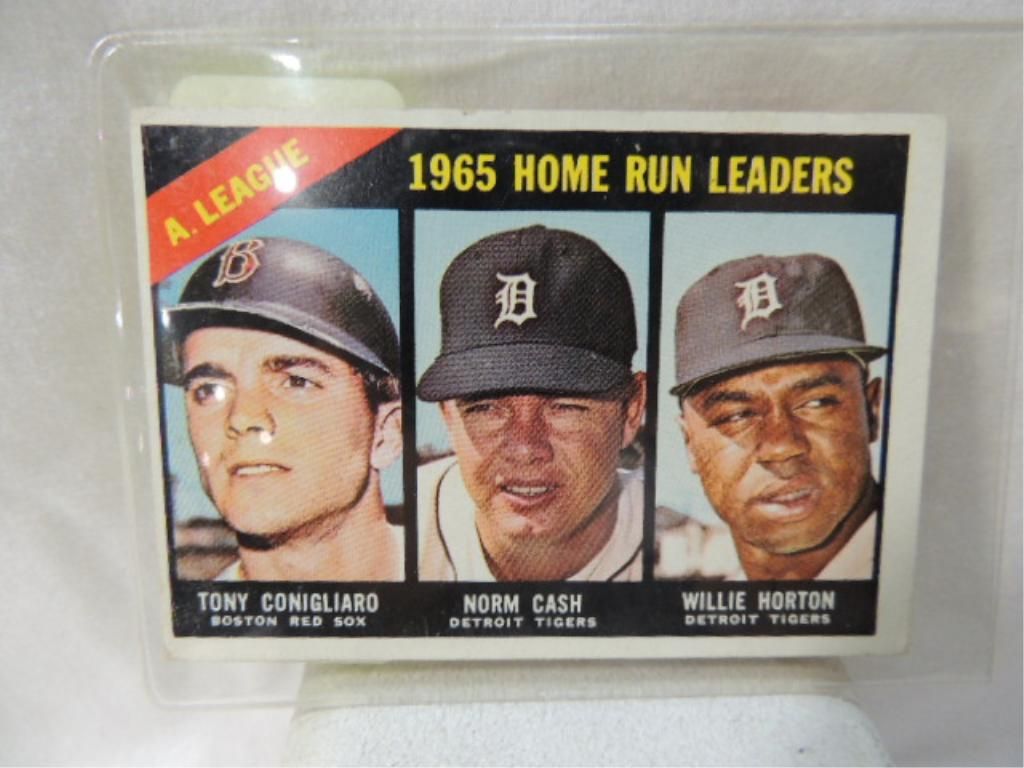 A. LEAGUE
1965 HOME RUN LEADERS
B
D
D
TONY CONIGLIARO
BOSTON RED SOX
NORM CASH
DETROIT TIGERS
WILLIE HORTON
DETROIT TIGERS